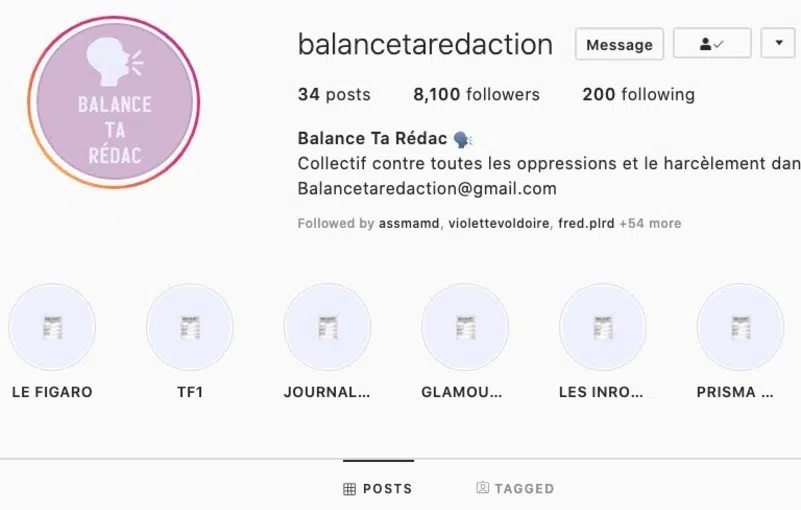 BALANCE
TA
RÉDAC
balancetaredaction
Message
34 posts 8,100 followers 200 following
Balance Ta Rédac
Collectif contre toutes les oppressions et le harcèlement dan
Balancetaredaction@gmail.com
Followed by assmamd, violettevoldoire, fred.plrd +54 more
LE FIGARO TF1 JOURNAL... GLAMOU... LES INRO... PRISMA ...
POSTS TAGGED